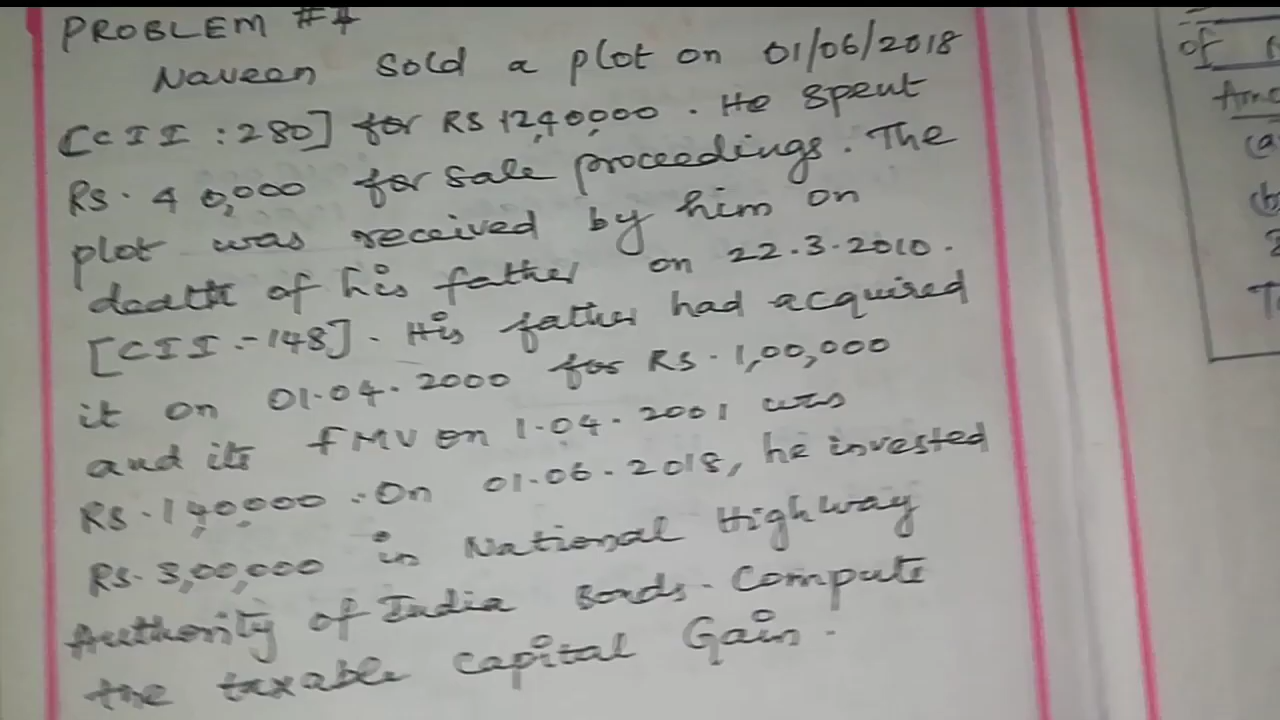 PROBLEM #4
Naveen sold a plot on 01/06/2018
[CII : 280] for RS 12,40,000. He spent
RS. 40,000 for sale proceedings. The
plot was received by him on
death of his father on 22.3.2010.
[CII - 148]. His father had acquired
it on 01.04.2000 for RS. 1,00,000
and its FMV on 1.04.2001 was
RS. 1,40,000. On 01.06.2018, he invested
RS. 3,00,000 in National Highway
Authority of India Bonds. Compute
the taxable capital Gain.
of
(a
(b